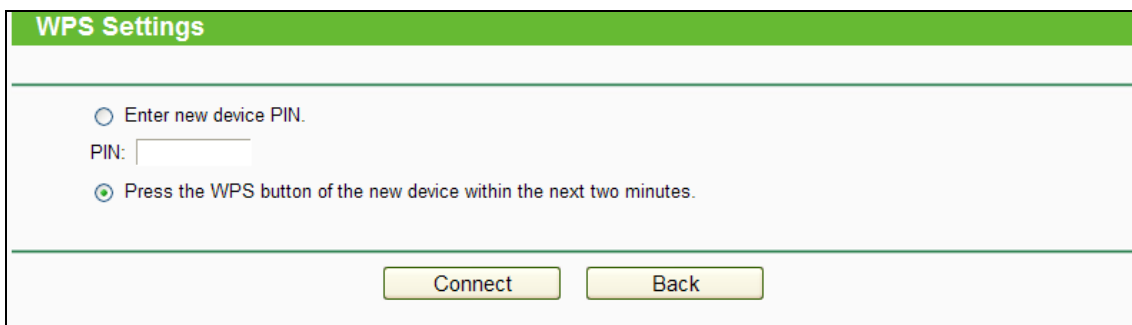 WPS Settings
Enter new device PIN.
PIN:
Press the WPS button of the new device within the next two minutes.
Connect Back